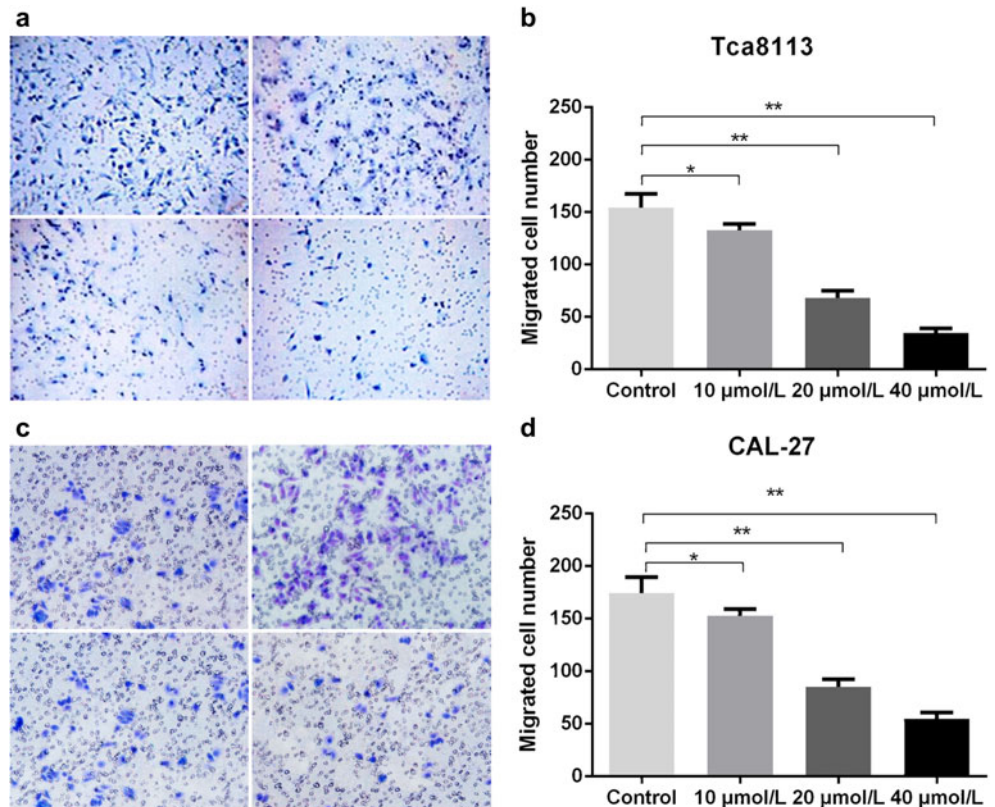 a
b
Tca8113
Migrated cell number
250
200
150
100
50
0
**
**
*
Control 10 µmol/L 20 µmol/L 40 µmol/L
c
d
CAL-27
Migrated cell number
250
200
150
100
50
0
**
**
*
Control 10 µmol/L 20 µmol/L 40 µmol/L